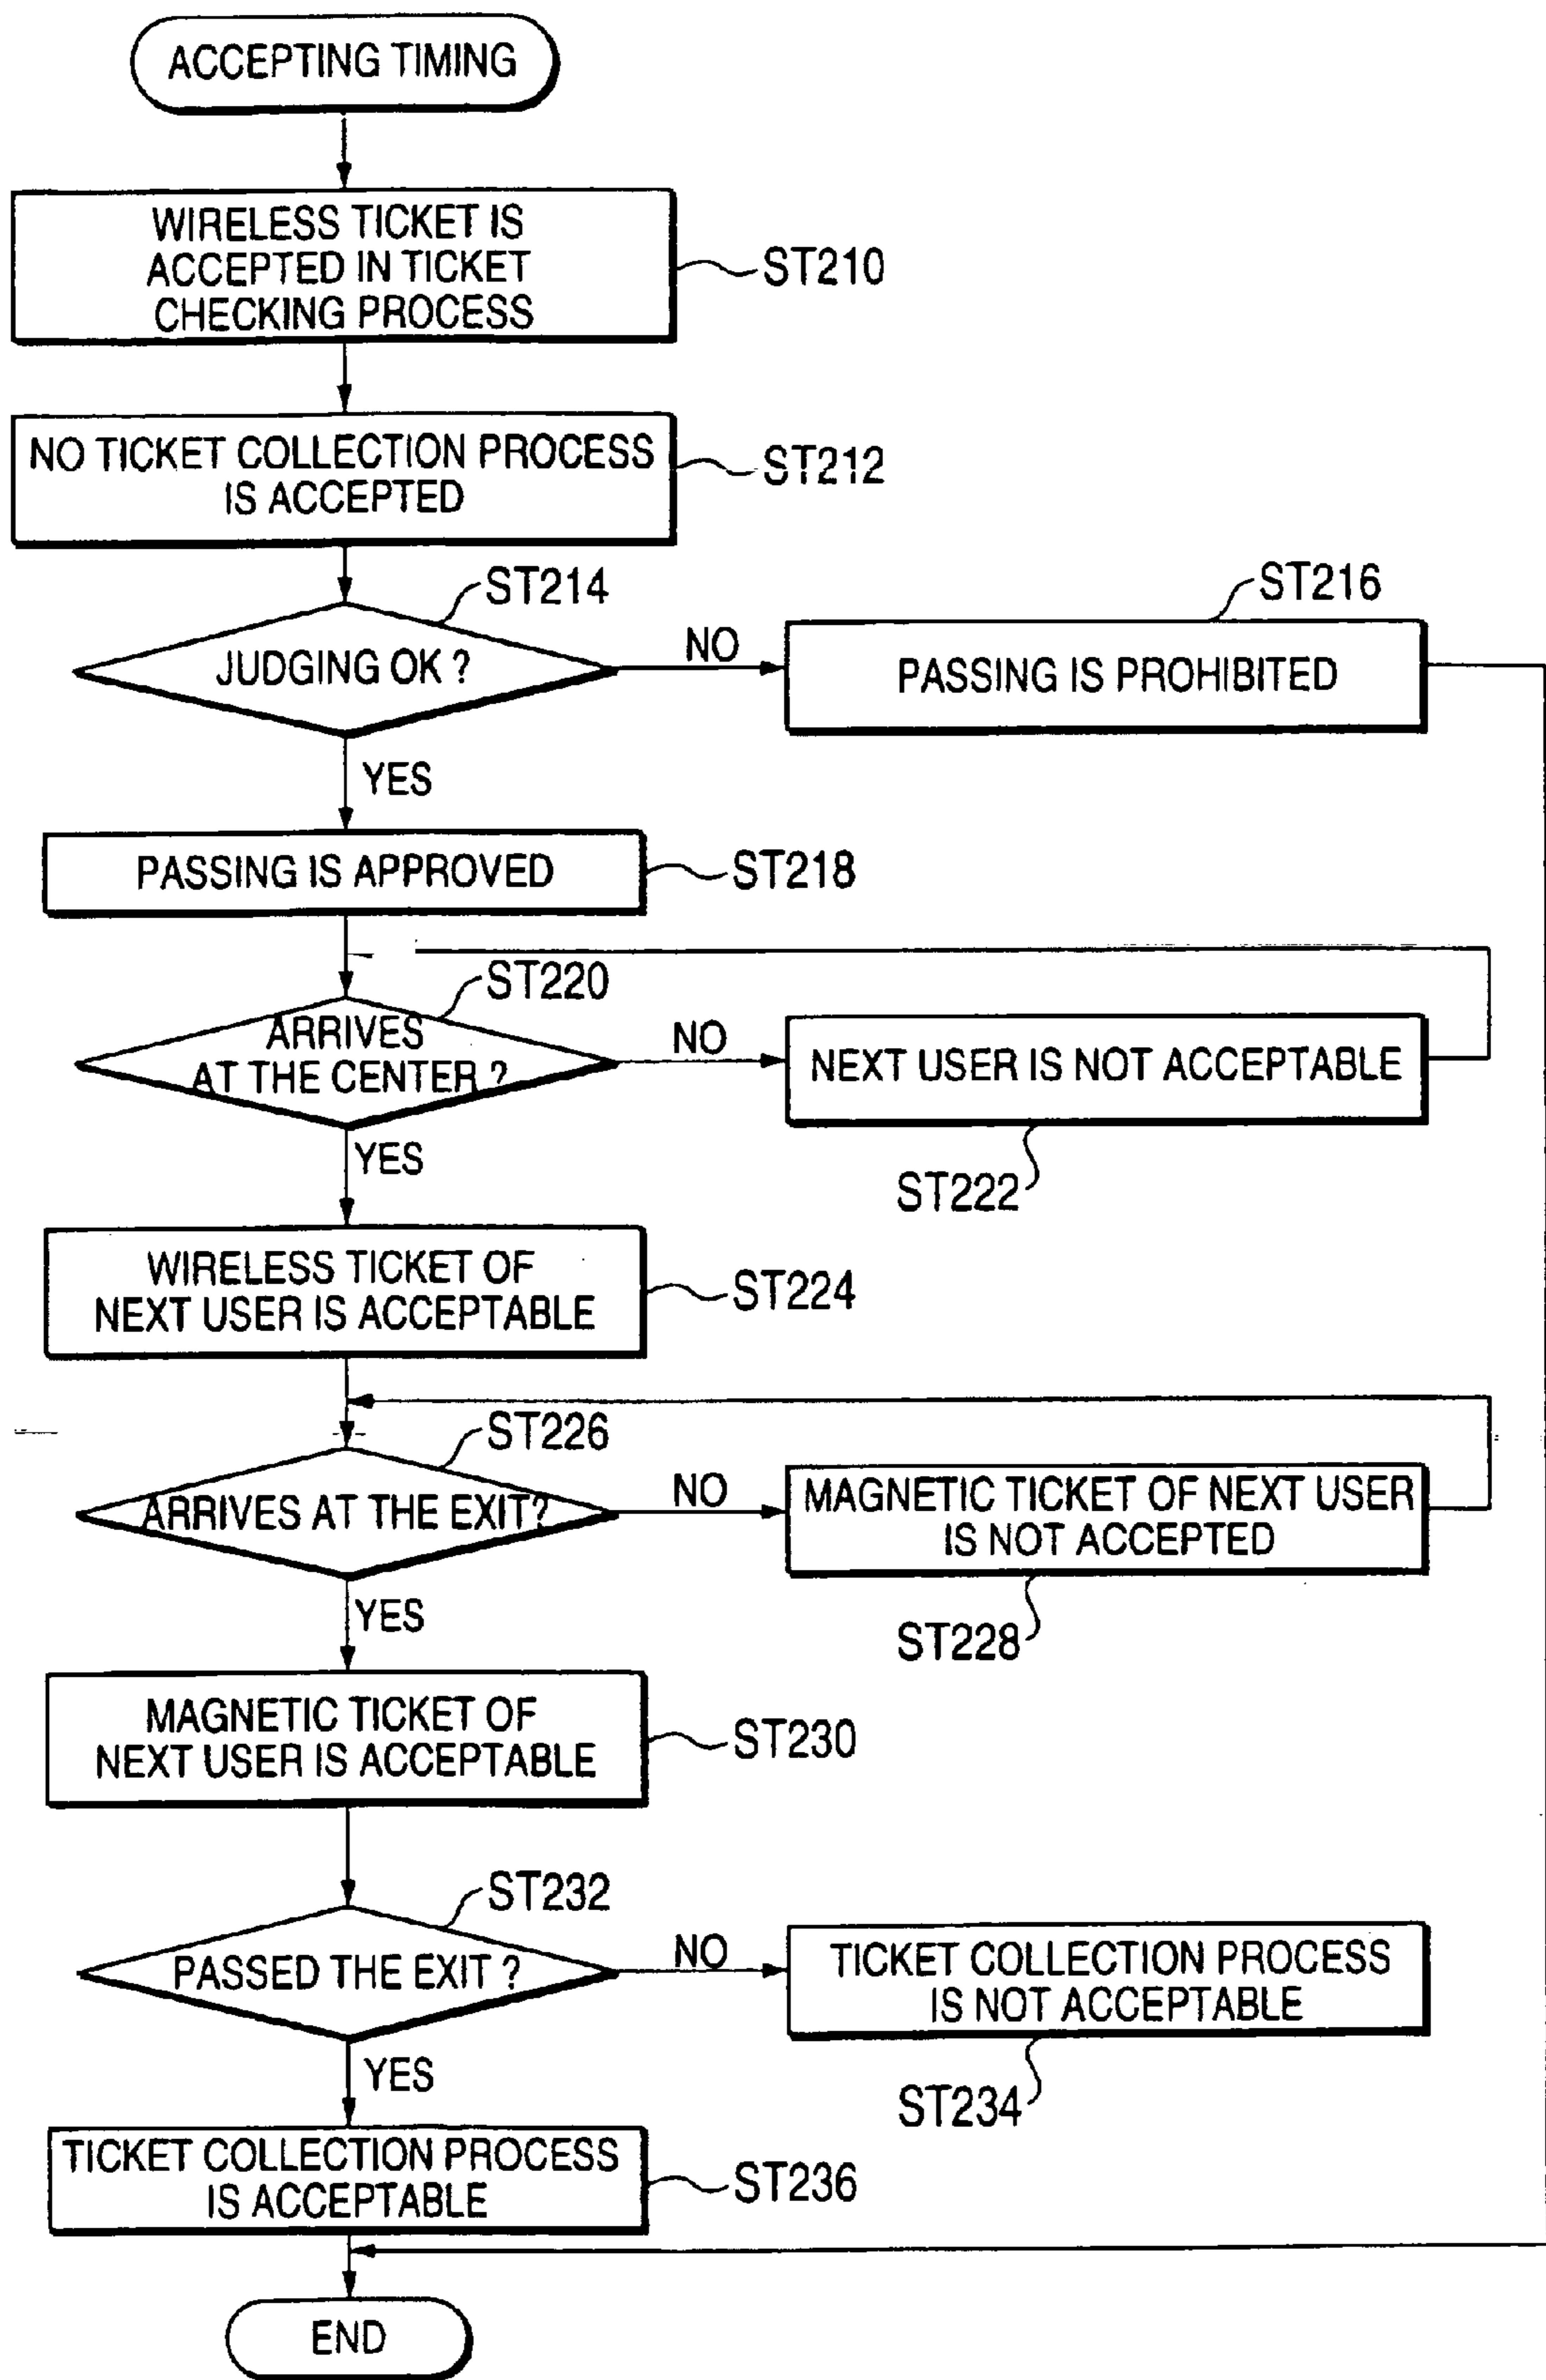 ACCEPTING TIMING
WIRELESS TICKET IS
ACCEPTED IN TICKET
CHECKING PROCESS
ST210
NO TICKET COLLECTION PROCESS
IS ACCEPTED
ST212
ST214
JUDGING OK ?
NO
ST216
PASSING IS PROHIBITED
YES
PASSING IS APPROVED
ST218
ST220
ARRIVES
AT THE CENTER ?
NO
NEXT USER IS NOT ACCEPTABLE
ST222
YES
WIRELESS TICKET OF
NEXT USER IS ACCEPTABLE
ST224
ST226
ARRIVES AT THE EXIT?
NO
MAGNETIC TICKET OF NEXT USER
IS NOT ACCEPTED
ST228
YES
MAGNETIC TICKET OF
NEXT USER IS ACCEPTABLE
ST230
ST232
PASSED THE EXIT ?
NO
TICKET COLLECTION PROCESS
IS NOT ACCEPTABLE
ST234
YES
TICKET COLLECTION PROCESS
IS ACCEPTABLE
ST236
END